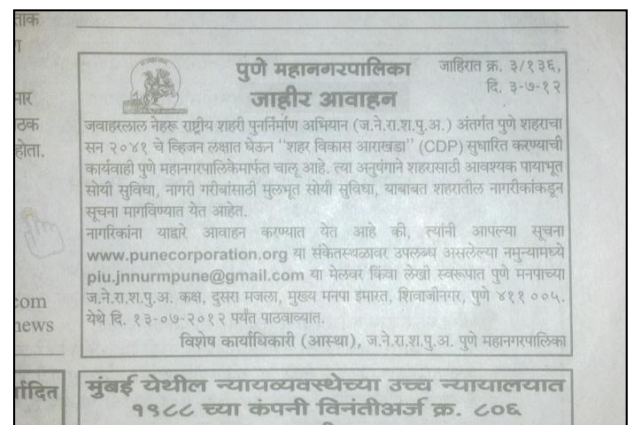 ताक
पुणे महानगरपालिका
जाहिरात क्र. ३/१३६,
दि. ३-७-१२
जाहीर आवाहन
जवाहरलाल नेहरू राष्ट्रीय शहरी पुनर्निर्माण अभियान (ज.ने.रा.श.पु.अ.) अंतर्गत पुणे शहराचा
सन २०४१ चे व्हिजन लक्षात घेऊन "शहर विकास आराखडा" (CDP) सुधारित करण्याची
कार्यवाही पुणे महानगरपालिकेमार्फत चालू आहे. त्या अनुषंगाने शहरासाठी आवश्यक पायाभूत
सोयी सुविधा, नागरी गरीबांसाठी मुलभूत सोयी सुविधा, याबाबत शहरातील नागरीकांकडून
सूचना मागविण्यात येत आहेत.
नागरिकांना याद्वारे आवाहन करण्यात येत आहे की, त्यांनी आपल्या सूचना
www.punecorporation.org या संकेतस्थळावर उपलब्ध असलेल्या नमुन्यामध्ये
piu.jnnurmpune@gmail.com या मेलवर किंवा लेखी स्वरूपात पुणे मनपाच्या
ज.ने.रा.श.पु.अ. कक्ष, दुसरा मजला, मुख्य मनपा इमारत, शिवाजीनगर, पुणे ४११ ००५.
येथे दि. १३-०७-२०१२ पर्यंत पाठवाव्यात.
विशेष कार्याधिकारी (आस्था), ज.ने.रा.श.पु.अ. पुणे महानगरपालिका
मार
ठक
होता.
com
news
र्यादित
मुंबई येथील न्यायव्यवस्थेच्या उच्च न्यायालयात
१९८८ च्या कंपनी विनंतीअर्ज क्र. ८०६